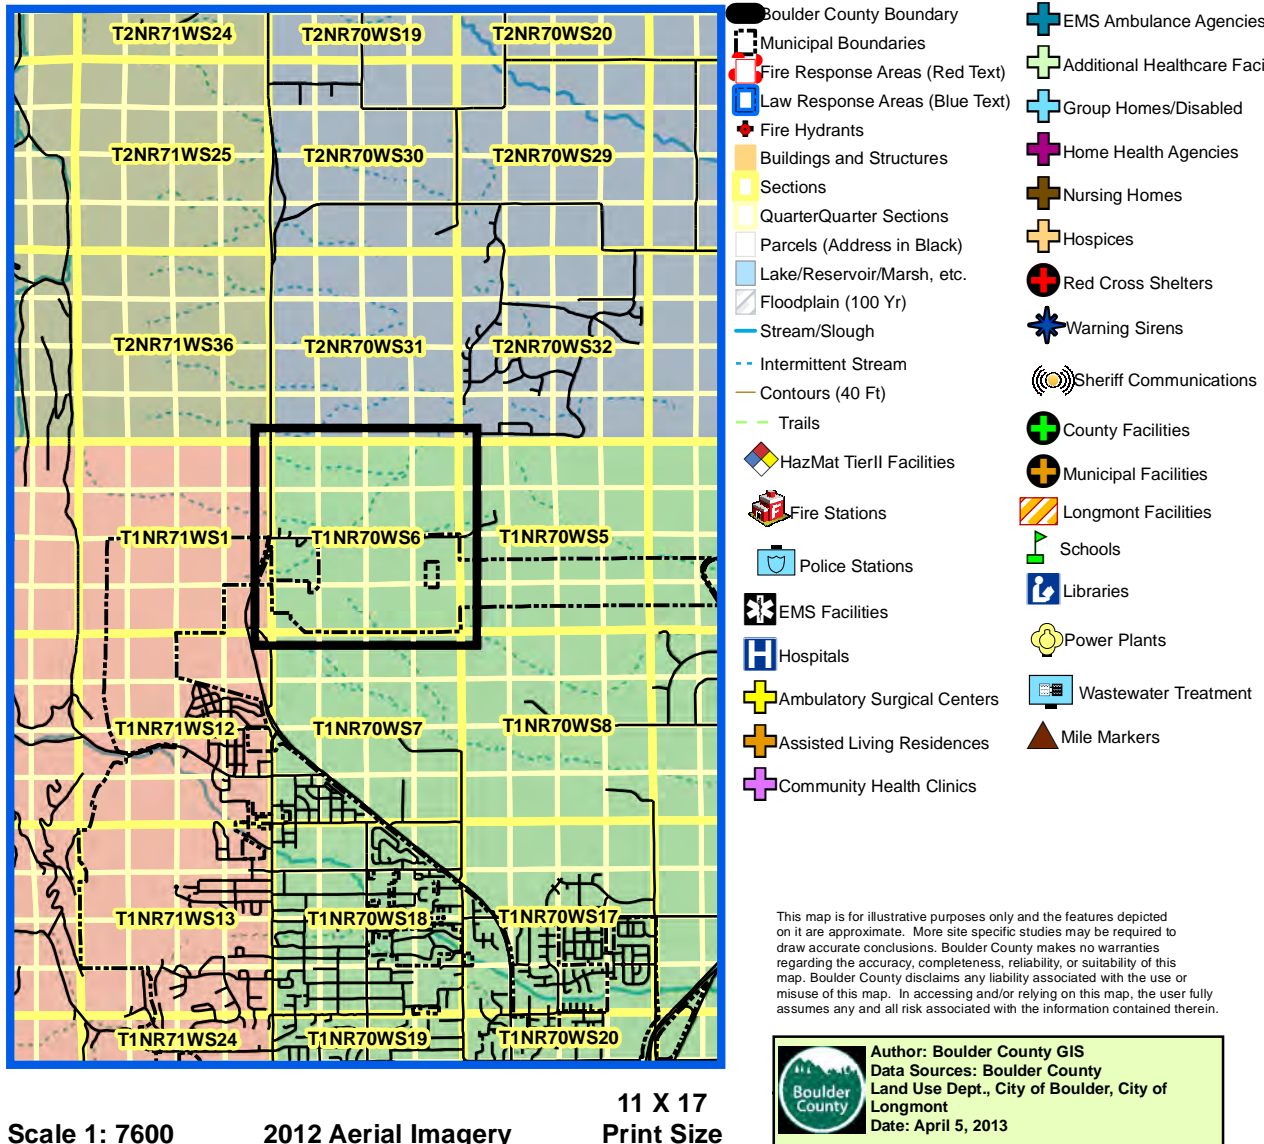 T2NR71WS24
T2NR70WS19
T2NR70WS20
T2NR71WS25
T2NR70WS30
T2NR70WS29
T2NR71WS36
T2NR70WS31
T2NR70WS32
T1NR71WS1
T1NR70WS6
T1NR70WS5
T1NR71WS12
T1NR70WS7
T1NR70WS8
T1NR71WS13
T1NR70WS18
T1NR70WS17
T1NR71WS24
T1NR70WS19
T1NR70WS20
Scale 1: 7600
2012 Aerial Imagery
11 X 17
Print Size
Boulder County Boundary
Municipal Boundaries
Fire Response Areas (Red Text)
Law Response Areas (Blue Text)
Fire Hydrants
Buildings and Structures
Sections
QuarterQuarter Sections
Parcels (Address in Black)
Lake/Reservoir/Marsh, etc.
Floodplain (100 Yr)
Stream/Slough
Intermittent Stream
Contours (40 Ft)
Trails
HazMat TierII Facilities
F
Fire Stations
Police Stations
EMS Facilities
H
Hospitals
Ambulatory Surgical Centers
Assisted Living Residences
Community Health Clinics
EMS Ambulance Agencies
Additional Healthcare Faci
Group Homes/Disabled
Home Health Agencies
Nursing Homes
Hospices
Red Cross Shelters
Warning Sirens
Sheriff Communications
County Facilities
Municipal Facilities
Longmont Facilities
Schools
Libraries
Power Plants
Wastewater Treatment
Mile Markers
This map is for illustrative purposes only and the features depicted
on it are approximate. More site specific studies may be required to
draw accurate conclusions. Boulder County makes no warranties
regarding the accuracy, completeness, reliability, or suitability of this
map. Boulder County disclaims any liability associated with the use or
misuse of this map. In accessing and/or relying on this map, the user fully
assumes any and all risk associated with the information contained therein.
Boulder
County
Author: Boulder County GIS
Data Sources: Boulder County
Land Use Dept., City of Boulder, City of
Longmont
Date: April 5, 2013